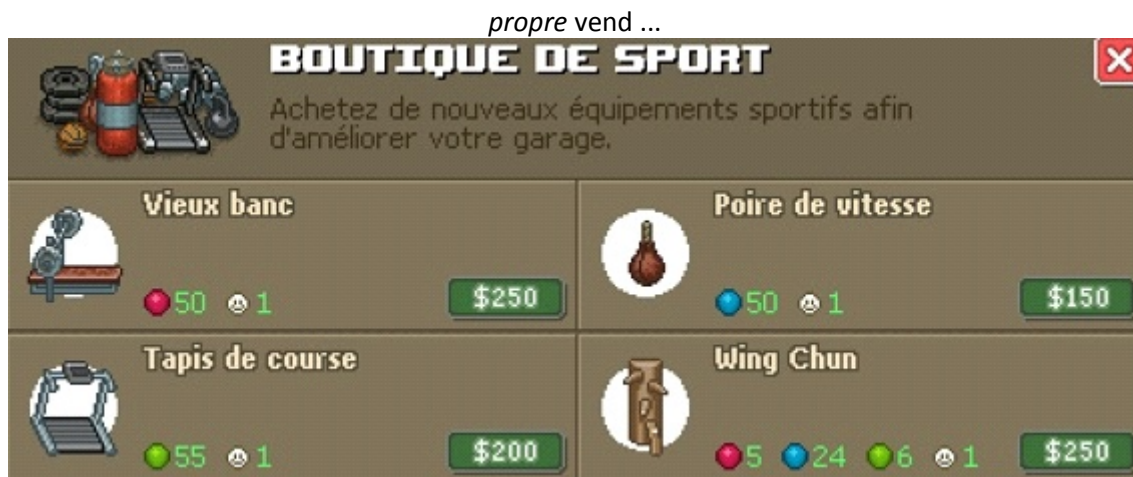 propre vend ...
BOUTIQUE DE SPORT
Achetez de nouveaux équipements sportifs afin
d'améliorer votre garage.
Vieux banc
50 1
$250
Poire de vitesse
50 1
$150
Tapis de course
55 1
$200
Wing Chun
5 24 6 1
$250